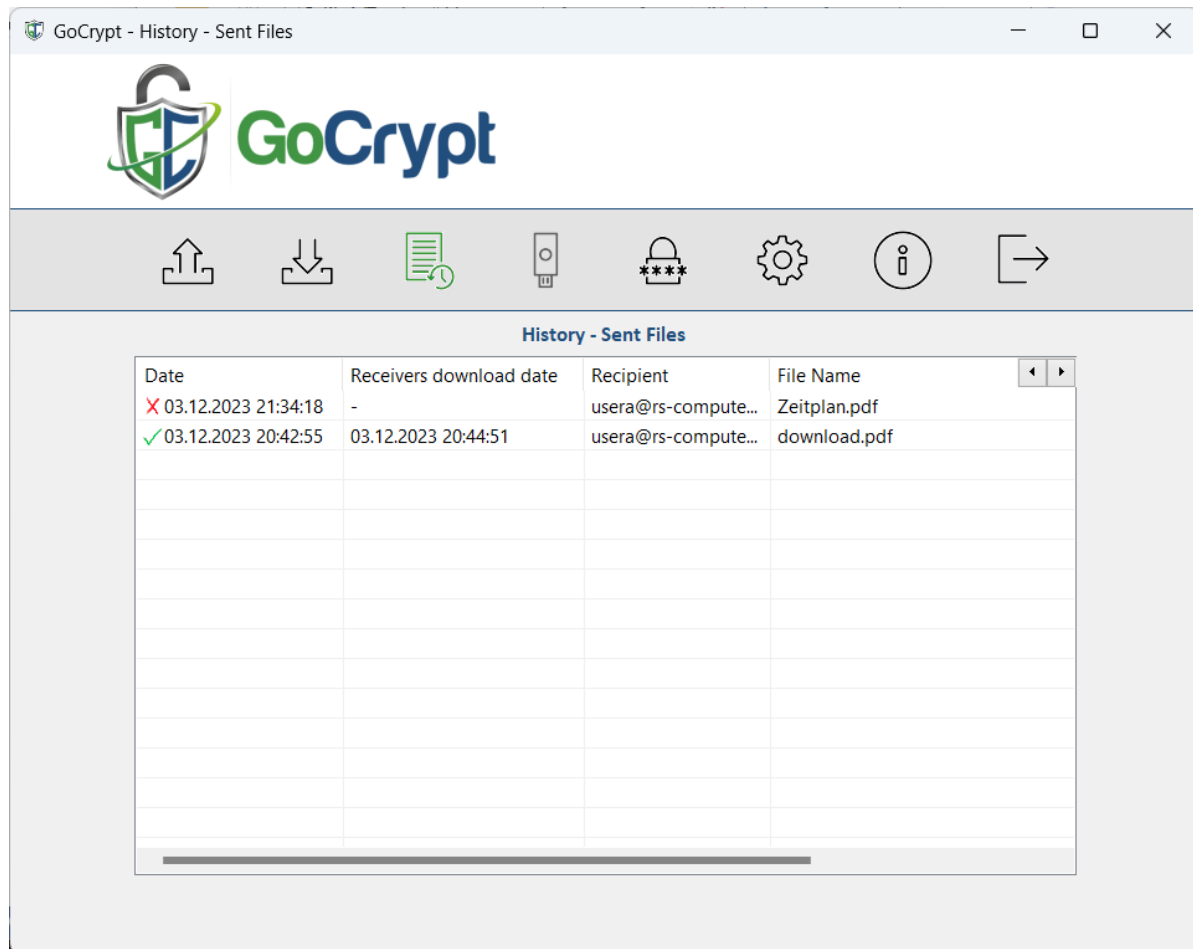 GoCrypt - History - Sent Files
GoCrypt
****
History - Sent Files
Date Receivers download date Recipient File Name
03.12.2023 21:34:18 - usera@rs-compute... Zeitplan.pdf
03.12.2023 20:42:55 03.12.2023 20:44:51 usera@rs-compute... download.pdf